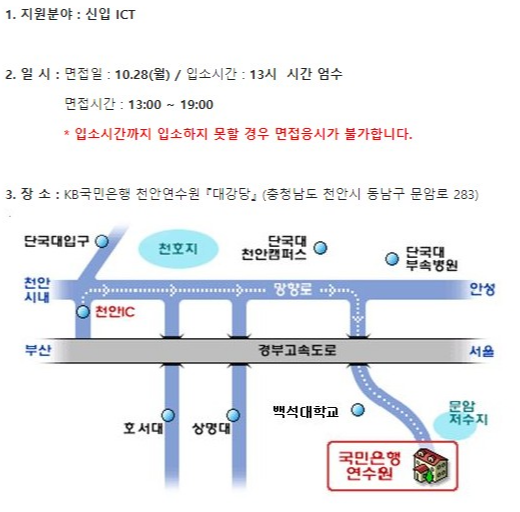 1. 지원분야 : 신입 ICT
2. 일 시 : 면접일 : 10.28(월) / 입소시간 : 13시 시간 엄수
면접시간 : 13:00 ~ 19:00
* 입소시간까지 입소하지 못할 경우 면접응시가 불가합니다.
3. 장 소 : KB국민은행 천안연수원 『대강당』 (충청남도 천안시 동남구 문암로 283)
단국대입구
천호지
단국대
천안캠퍼스
단국대
부속병원
천안
시내
망향로
안성
천안IC
부산
경부고속도로
서울
호서대
상명대
백석대학교
문암
저수지
국민은행
연수원